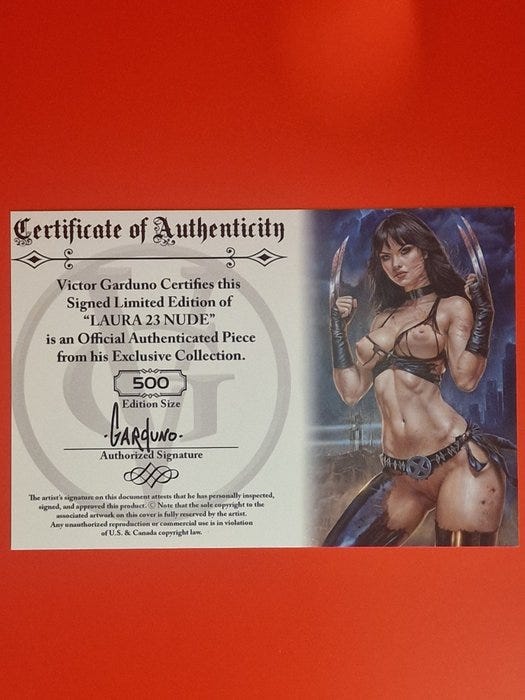 Certificate of Authenticity
Victor Garduno Certifies this
Signed Limited Edition of
“LAURA 23 NUDE”
is an Official Authenticated Piece
from his Exclusive Collection.
500
Edition Size
·GARDUNO·
Authorized Signature
The artist's signature on this document attests that he has personally inspected,
signed, and approved this product. Ⓒ Note that the sole copyright to the
associated artwork on this cover is fully reserved by the artist.
Any unauthorized reproduction or commercial use is in violation
of U.S. & Canada copyright law.